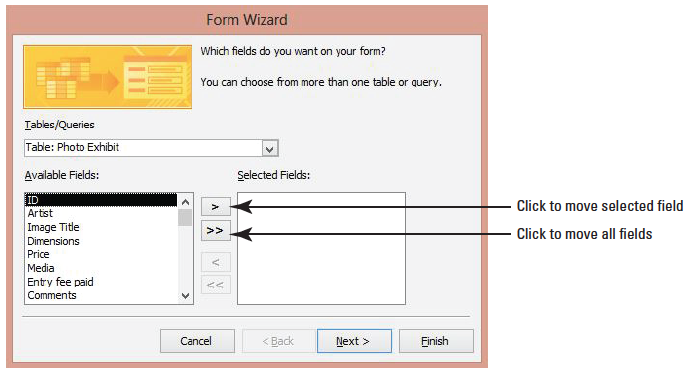 Form Wizard
Which fields do you want on your form?
You can choose from more than one table or query.
Tables/Queries
Table: Photo Exhibit
Available Fields:
Selected Fields:
ID
Artist
Image Title
Dimensions
Price
Media
Entry fee paid
Comments
>
>>
<
<<
Click to move selected field
Click to move all fields
Cancel
< Back
Next >
Finish